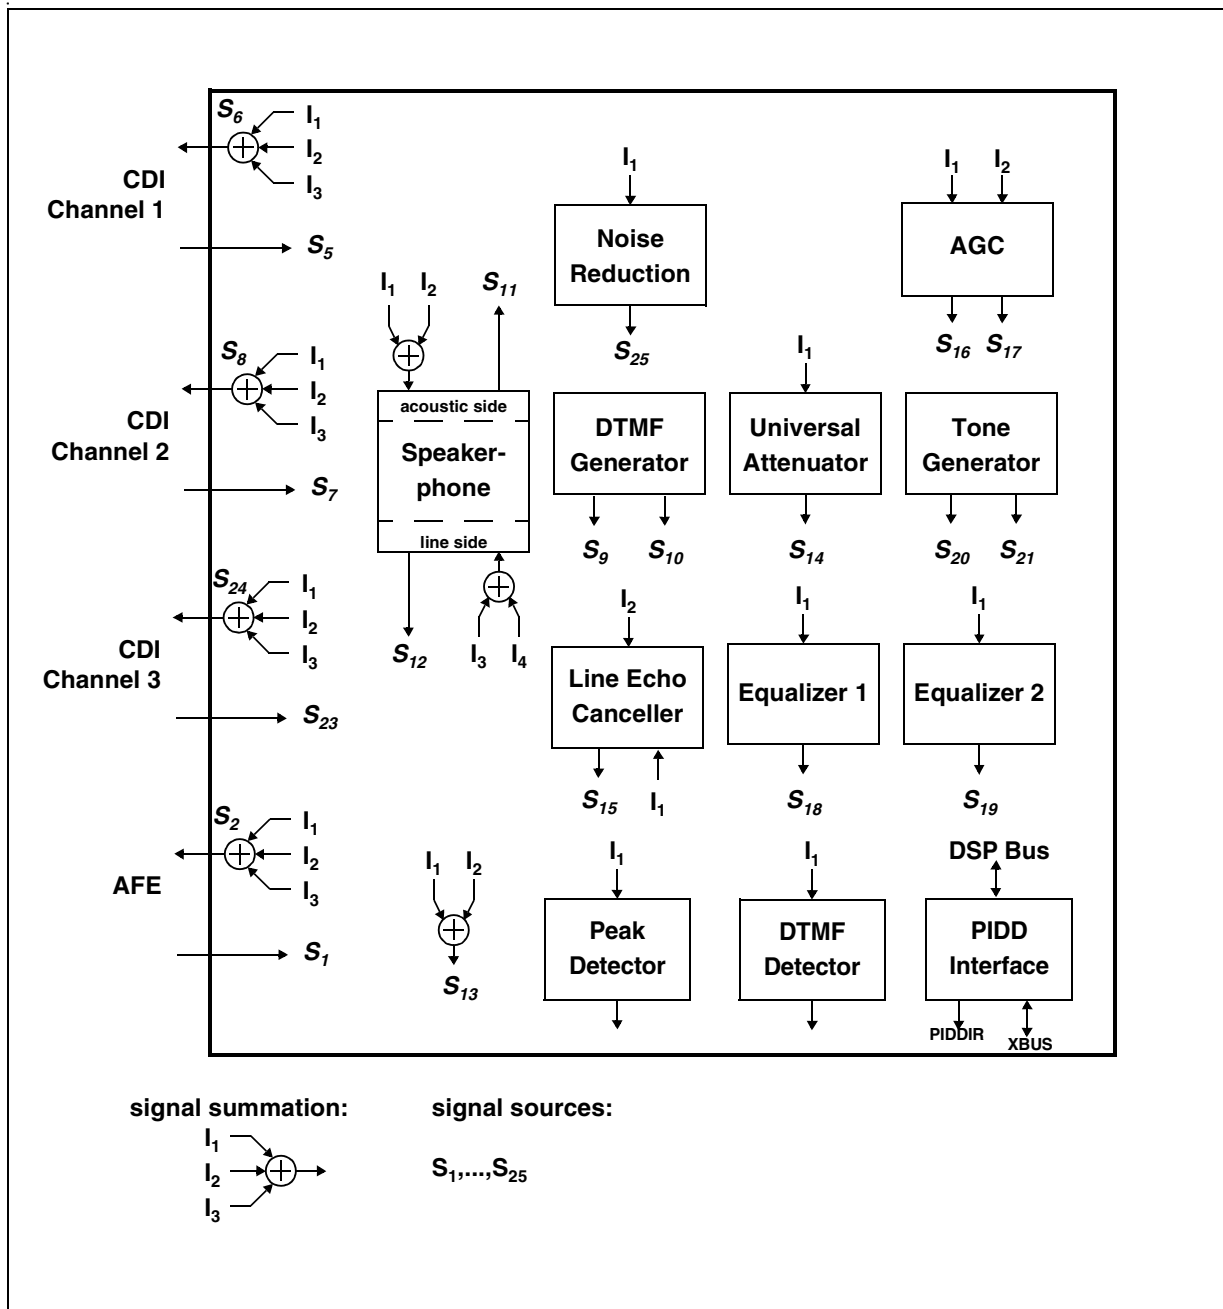 S6
I1
I2
I3
CDI
Channel 1
S5
I1
Noise
Reduction
S25
I1 I2
AGC
S16 S17
I1 I2 S11
acoustic side
Speaker-
phone
line side
S12 I3 I4
S8
I1
I2
I3
CDI
Channel 2
S7
DTMF
Generator
S9 S10
I1
Universal
Attenuator
S14
Tone
Generator
S20 S21
S24
I1
I2
I3
CDI
Channel 3
S23
I2
Line Echo
Canceller
S15 I1
I1
Equalizer 1
S18
I1
Equalizer 2
S19
S2
I1
I2
I3
AFE
S1
I1 I2
S13
I1
Peak
Detector
I1
DTMF
Detector
DSP Bus
PIDD
Interface
PIDDIR
XBUS
signal summation:
I1
I2
I3
signal sources:
S1,...,S25